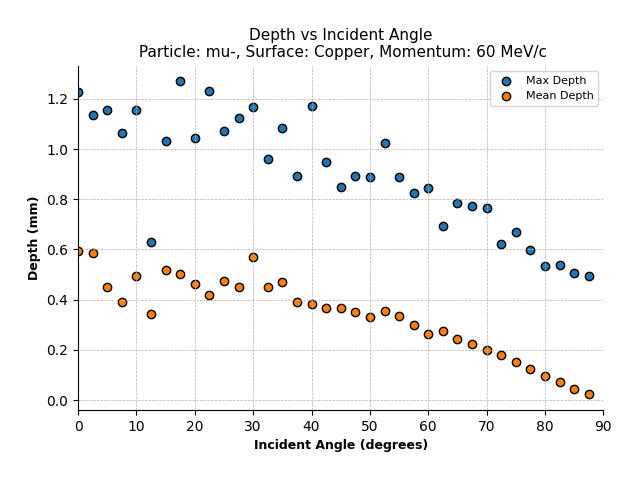 Depth vs Incident Angle
Particle: mu-, Surface: Copper, Momentum: 60 MeV/c
Max Depth
Mean Depth
Depth (mm)
1.2
1.0
0.8
0.6
0.4
0.2
0.0
0 10 20 30 40 50 60 70 80 90
Incident Angle (degrees)